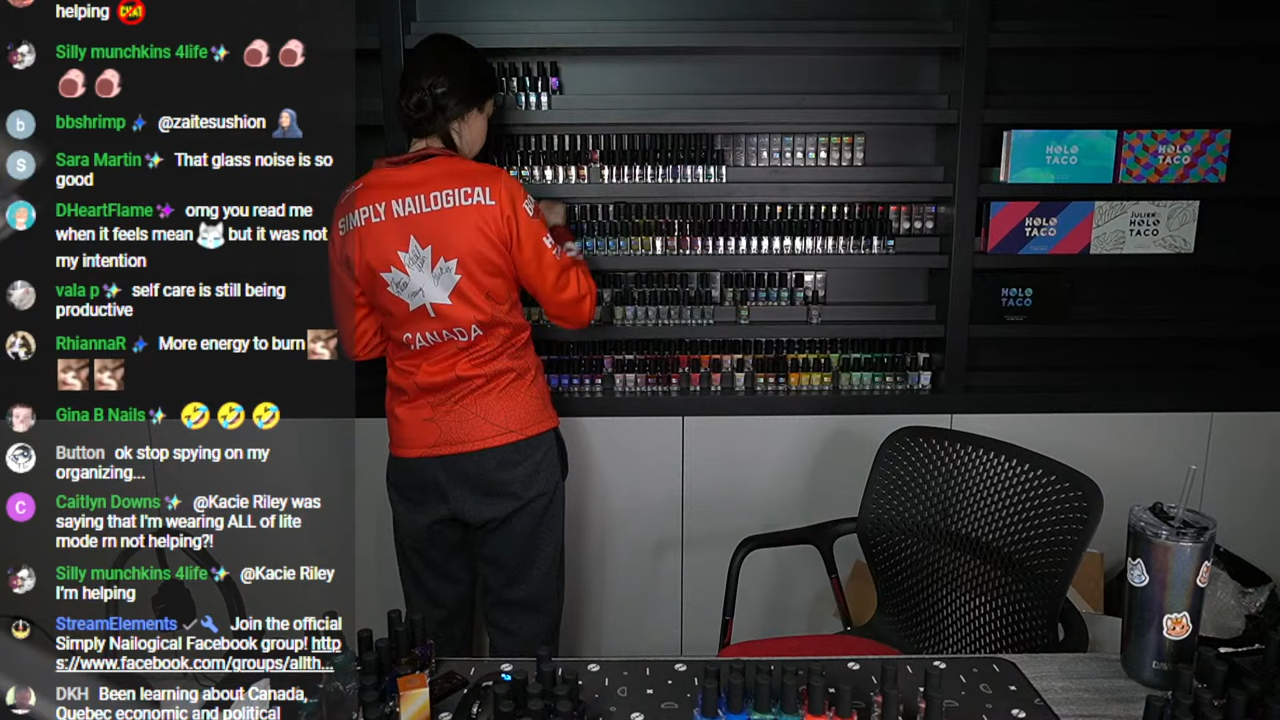 helping
Silly munchkins 4life
bbshrimp @zaitesushion
Sara Martin That glass noise is so
good
DHeartFlame omg you read me
when it feels mean but it was not
my intention
vala p self care is still being
productive
RhiannaR More energy to burn
Gina B Nails
Button ok stop spying on my
organizing...
Caitlyn Downs @Kacie Riley was
saying that I'm wearing ALL of lite
mode rn not helping?!
Silly munchkins 4life @Kacie Riley
I'm helping
StreamElements Join the official
Simply Nailogical Facebook group! http
s://www.facebook.com/groups/allth...
DKH Been learning about Canada,
Quebec economic and political
SIMPLY NAILOGICAL
CANADA
HOLO
TACO
HOLO
TACO
HOLO
TACO
JULIEN
HOLO
TACO
HOLO
TACO